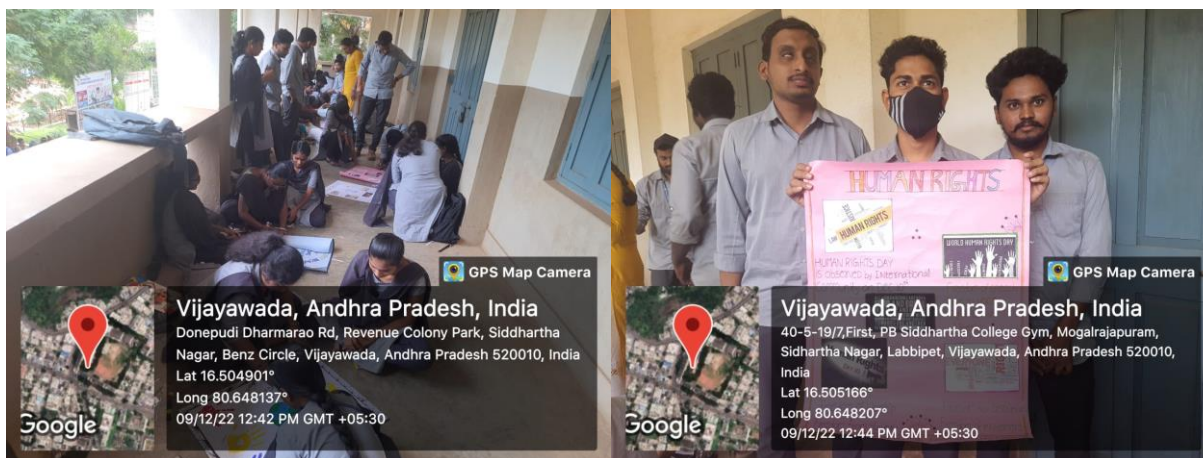 GPS Map Camera
Vijayawada, Andhra Pradesh, India
Donepudi Dharmarao Rd, Revenue Colony Park, Siddhartha
Nagar, Benz Circle, Vijayawada, Andhra Pradesh 520010, India
Lat 16.504901°
Long 80.648137°
09/12/22 12:42 PM GMT +05:30
Google
HUMAN RIGHTS
HUMAN RIGHTS
WORLD HUMAN RIGHTS DAY
HUMAN RIGHTS DAY
IS observed by International
GPS Map Camera
Vijayawada, Andhra Pradesh, India
40-5-19/7,First, PB Siddhartha College Gym, Mogalrajapuram,
Sidhartha Nagar, Labbipet, Vijayawada, Andhra Pradesh 520010,
India
Lat 16.505166°
Long 80.648207°
09/12/22 12:44 PM GMT +05:30
Google